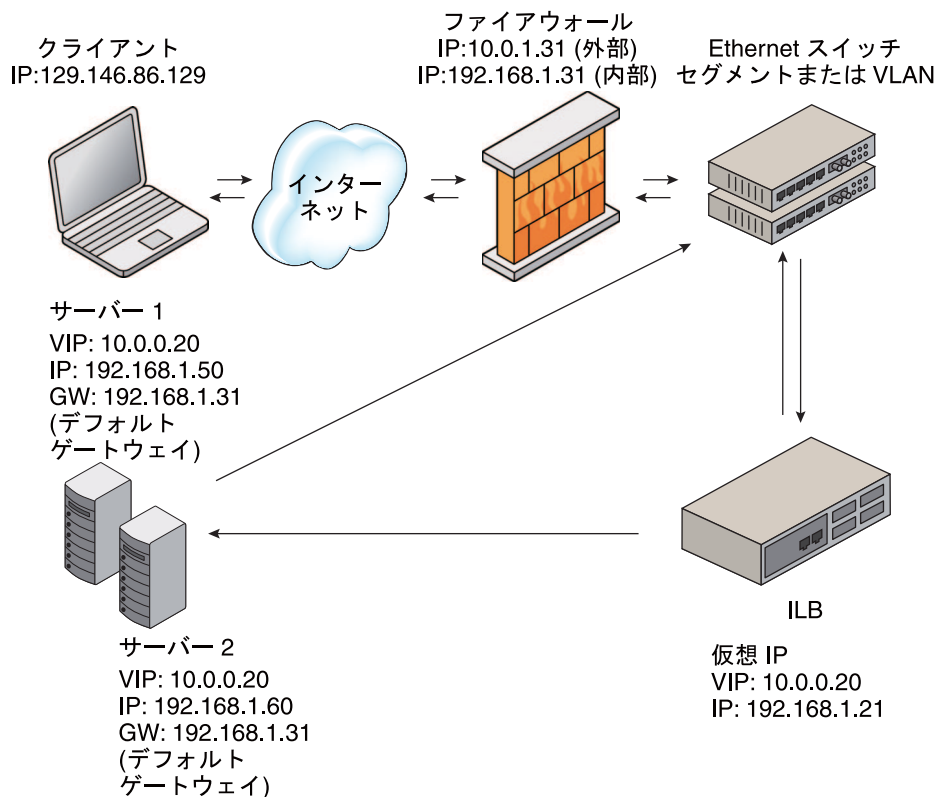 クライアント
IP:129.146.86.129
ファイアウォール
IP:10.0.1.31 (外部)
IP:192.168.1.31 (内部)
Ethernet スイッチ
セグメントまたは VLAN
インター
ネット
サーバー 1
VIP: 10.0.0.20
IP: 192.168.1.50
GW: 192.168.1.31
(デフォルト
ゲートウェイ)
ILB
仮想 IP
VIP: 10.0.0.20
IP: 192.168.1.21
サーバー 2
VIP: 10.0.0.20
IP: 192.168.1.60
GW: 192.168.1.31
(デフォルト
ゲートウェイ)